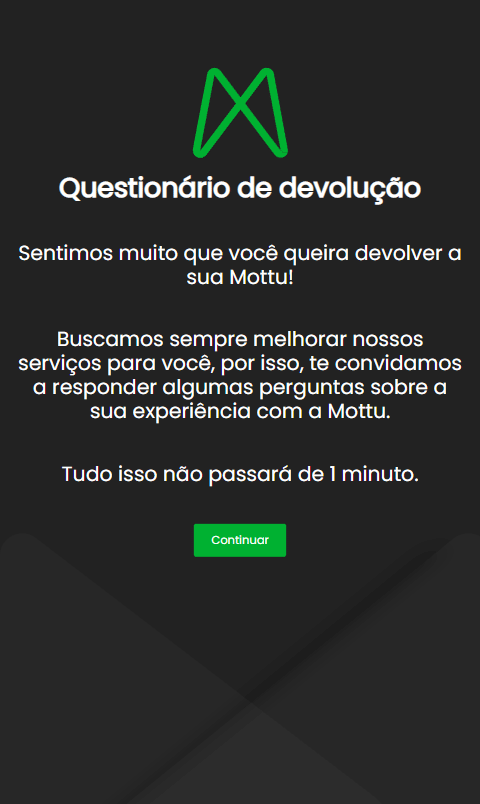 Questionário de devolução
Sentimos muito que você queira devolver a
sua Mottu!
Buscamos sempre melhorar nossos
serviços para você, por isso, te convidamos
a responder algumas perguntas sobre a
sua experiência com a Mottu.
Tudo isso não passará de 1 minuto.
Continuar